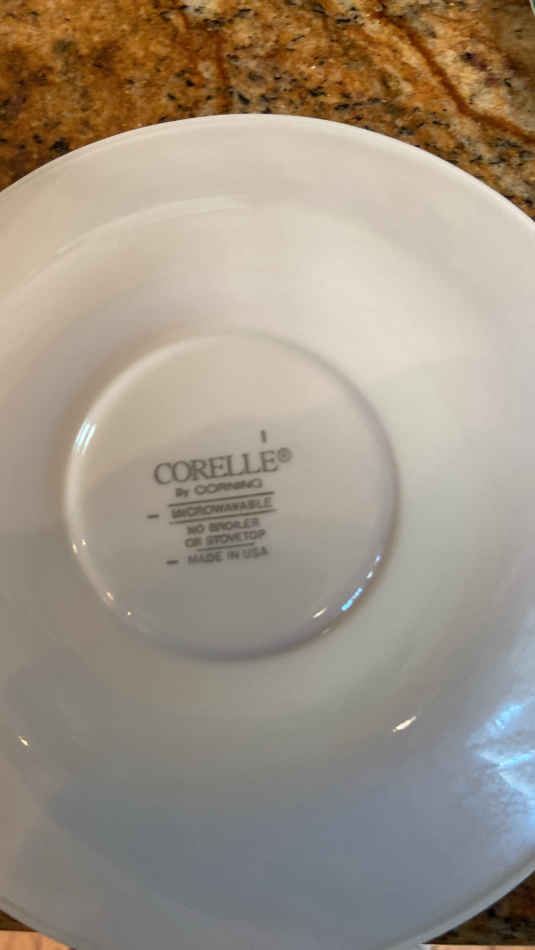 CORELLE®
By CORNING
MICROWAVABLE
NO BROILER
OR STOVETOP
MADE IN USA